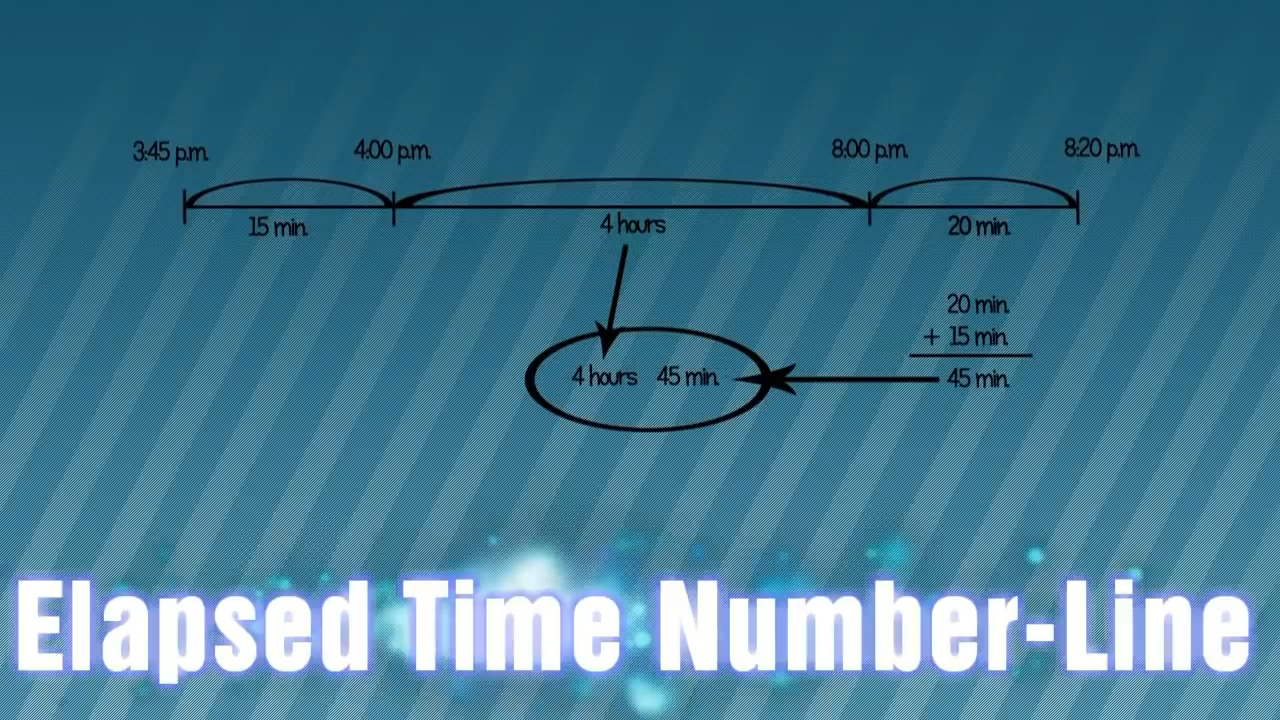 3:45 p.m. 4:00 p.m. 8:00 p.m. 8:20 p.m.
15 min. 4 hours 20 min.
20 min.
+ 15 min.
4 hours 45 min. 45 min.
Elapsed Time Number-Line